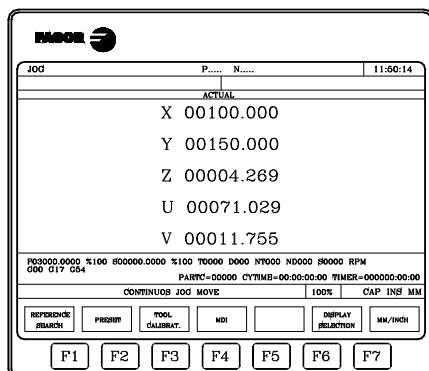 FAGOR
JOG P..... N..... 11:50:14
ACTUAL
X 00100.000
Y 00150.000
Z 00004.269
U 00071.029
V 00011.755
F03000.0000 %100 S00000.0000 %100 T0000 D000 NT000 ND000 S0000 RPM
G00 G17 G54
PARTC=00000 CYTIME=00:00:00:00 TIMER=000000:00:00
CONTINUOS JOG MOVE 100% CAP INS MM
REFERENCE SEARCH
PRESET
TOOL CALIBRAT.
MDI
DISPLAY SELECTION
MM/INCH
F1 F2 F3 F4 F5 F6 F7